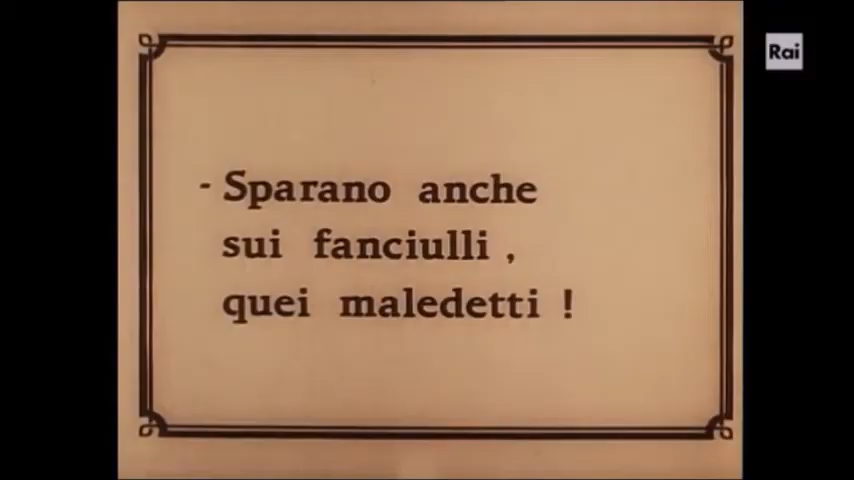 Rai
- Sparano anche
sui fanciulli ,
quei maledetti !